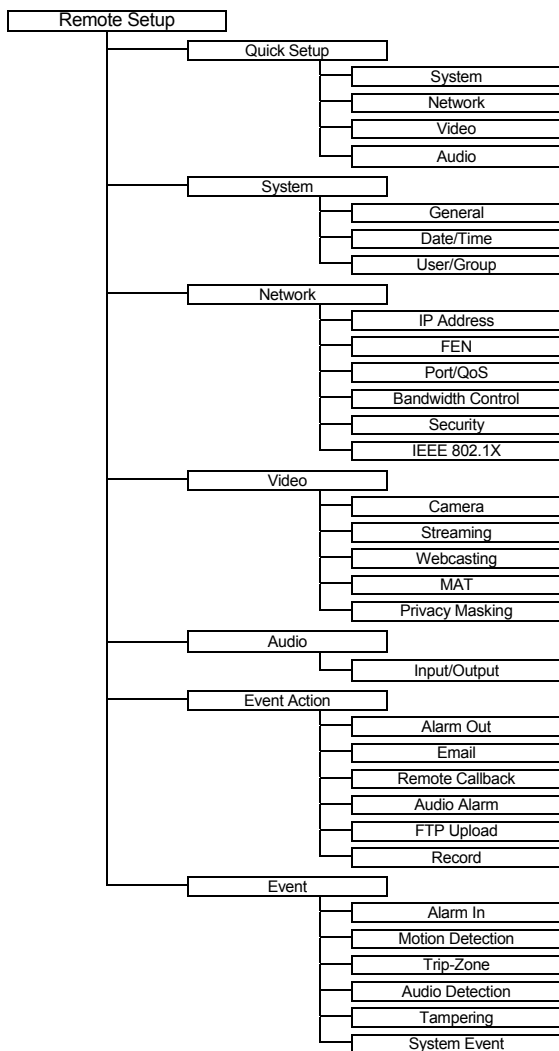 Remote Setup
Quick Setup
System
Network
Video
Audio
System
General
Date/Time
User/Group
Network
IP Address
FEN
Port/QoS
Bandwidth Control
Security
IEEE 802.1X
Video
Camera
Streaming
Webcasting
MAT
Privacy Masking
Audio
Input/Output
Event Action
Alarm Out
Email
Remote Callback
Audio Alarm
FTP Upload
Record
Event
Alarm In
Motion Detection
Trip-Zone
Audio Detection
Tampering
System Event